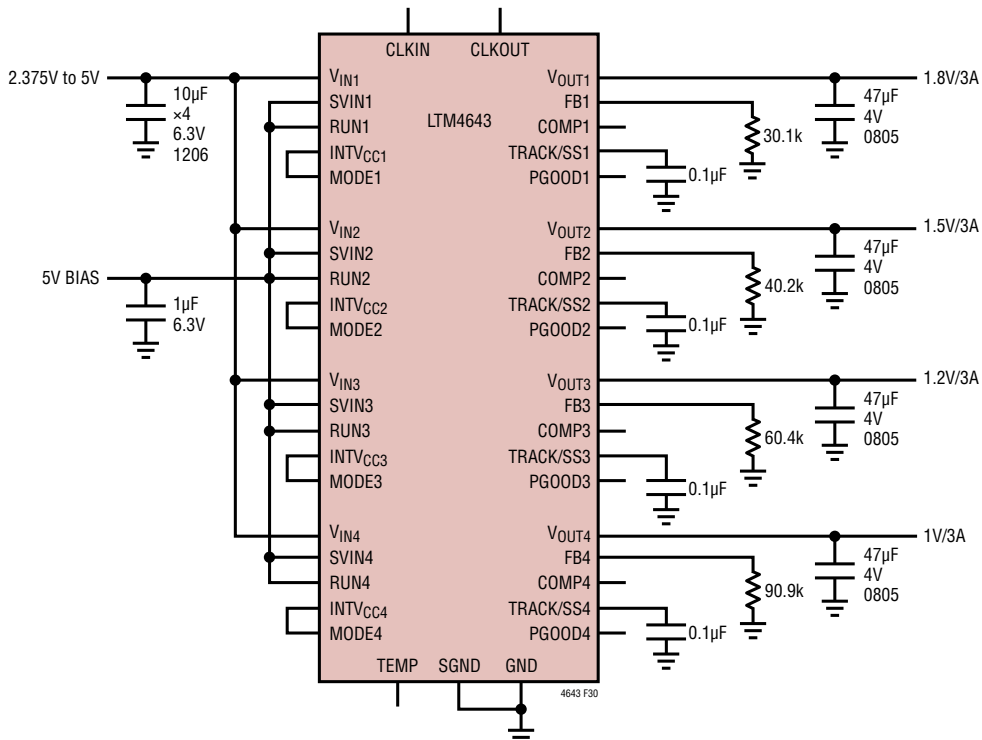 CLKIN
CLKOUT
2.375V to 5V
10µF
×4
6.3V
1206
5V BIAS
1µF
6.3V
LTM4643
VIN1
SVIN1
RUN1
INTVCC1
MODE1
VIN2
SVIN2
RUN2
INTVCC2
MODE2
VIN3
SVIN3
RUN3
INTVCC3
MODE3
VIN4
SVIN4
RUN4
INTVCC4
MODE4
VOUT1
FB1
COMP1
TRACK/SS1
PGOOD1
VOUT2
FB2
COMP2
TRACK/SS2
PGOOD2
VOUT3
FB3
COMP3
TRACK/SS3
PGOOD3
VOUT4
FB4
COMP4
TRACK/SS4
PGOOD4
1.8V/3A
47µF
4V
0805
30.1k
0.1µF
1.5V/3A
47µF
4V
0805
40.2k
0.1µF
1.2V/3A
47µF
4V
0805
60.4k
0.1µF
1V/3A
47µF
4V
0805
90.9k
0.1µF
TEMP
SGND
GND
4643 F30